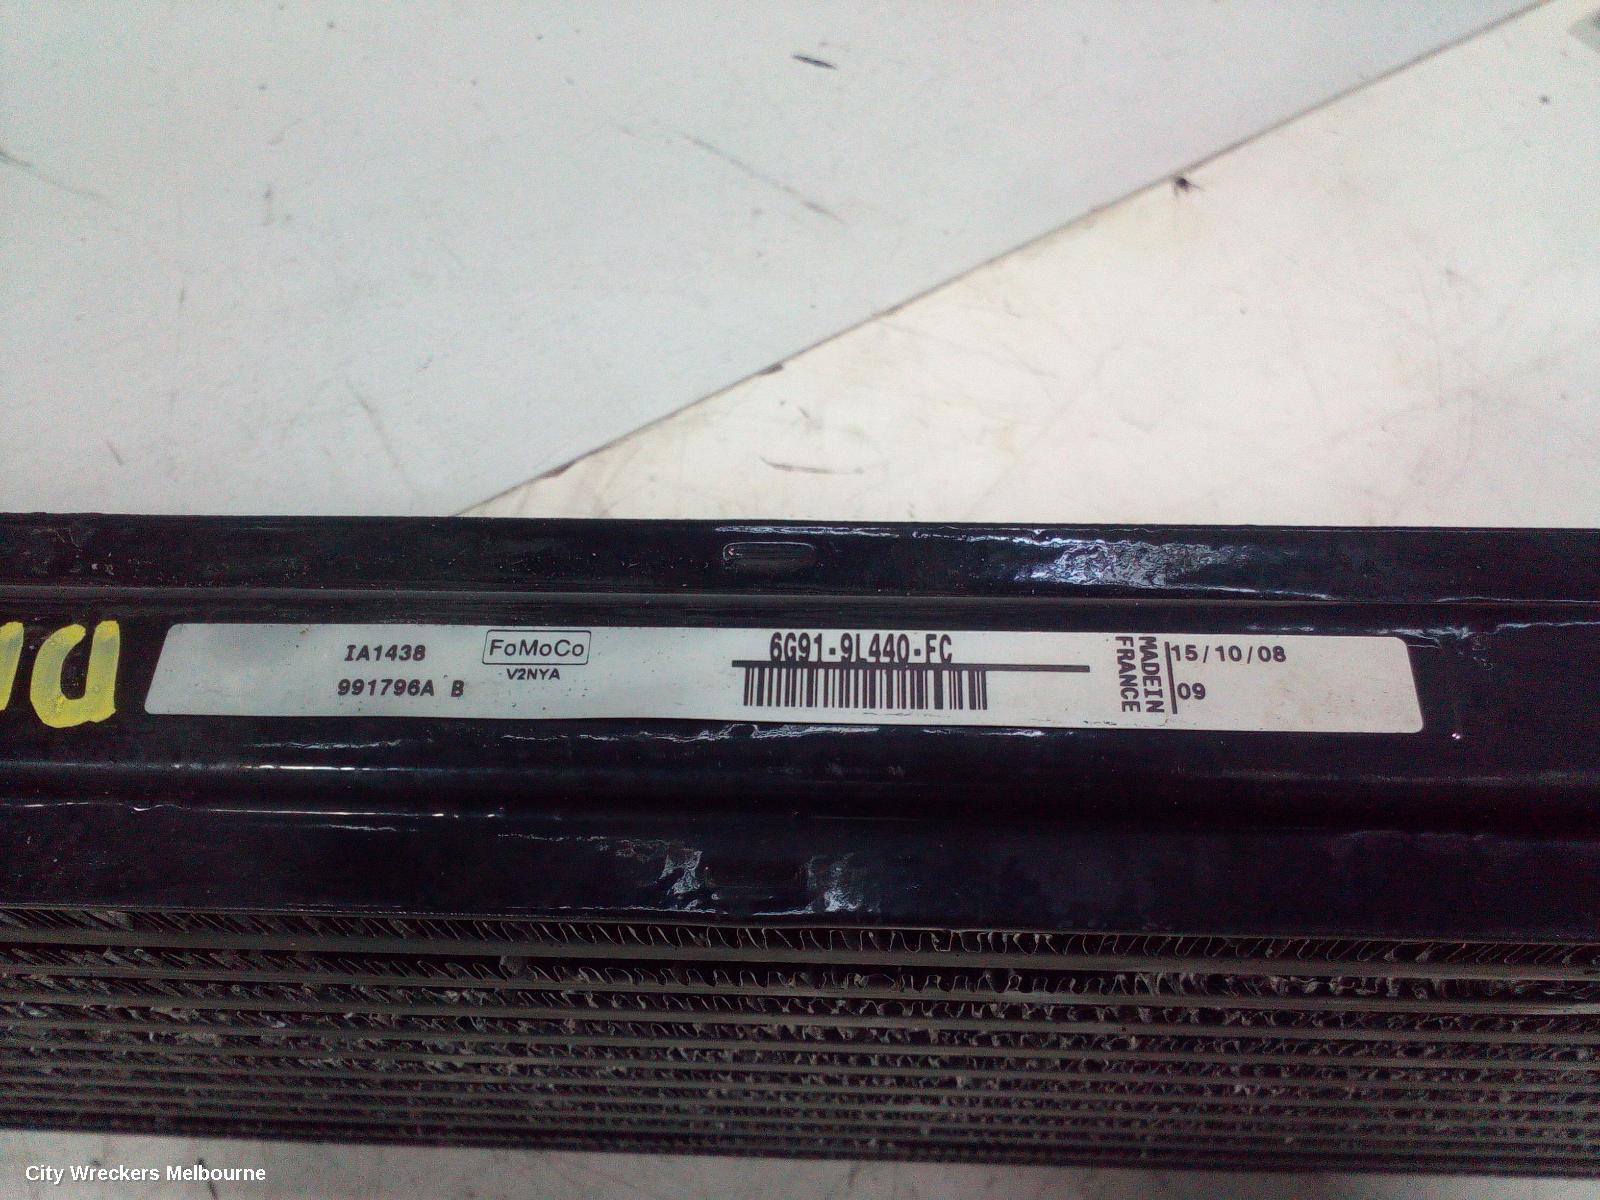 IA1438
991796A B
FoMoCo
V2NYA
6G91-9L440-FC
MADE IN
FRANCE
15/10/08
09
City Wreckers Melbourne